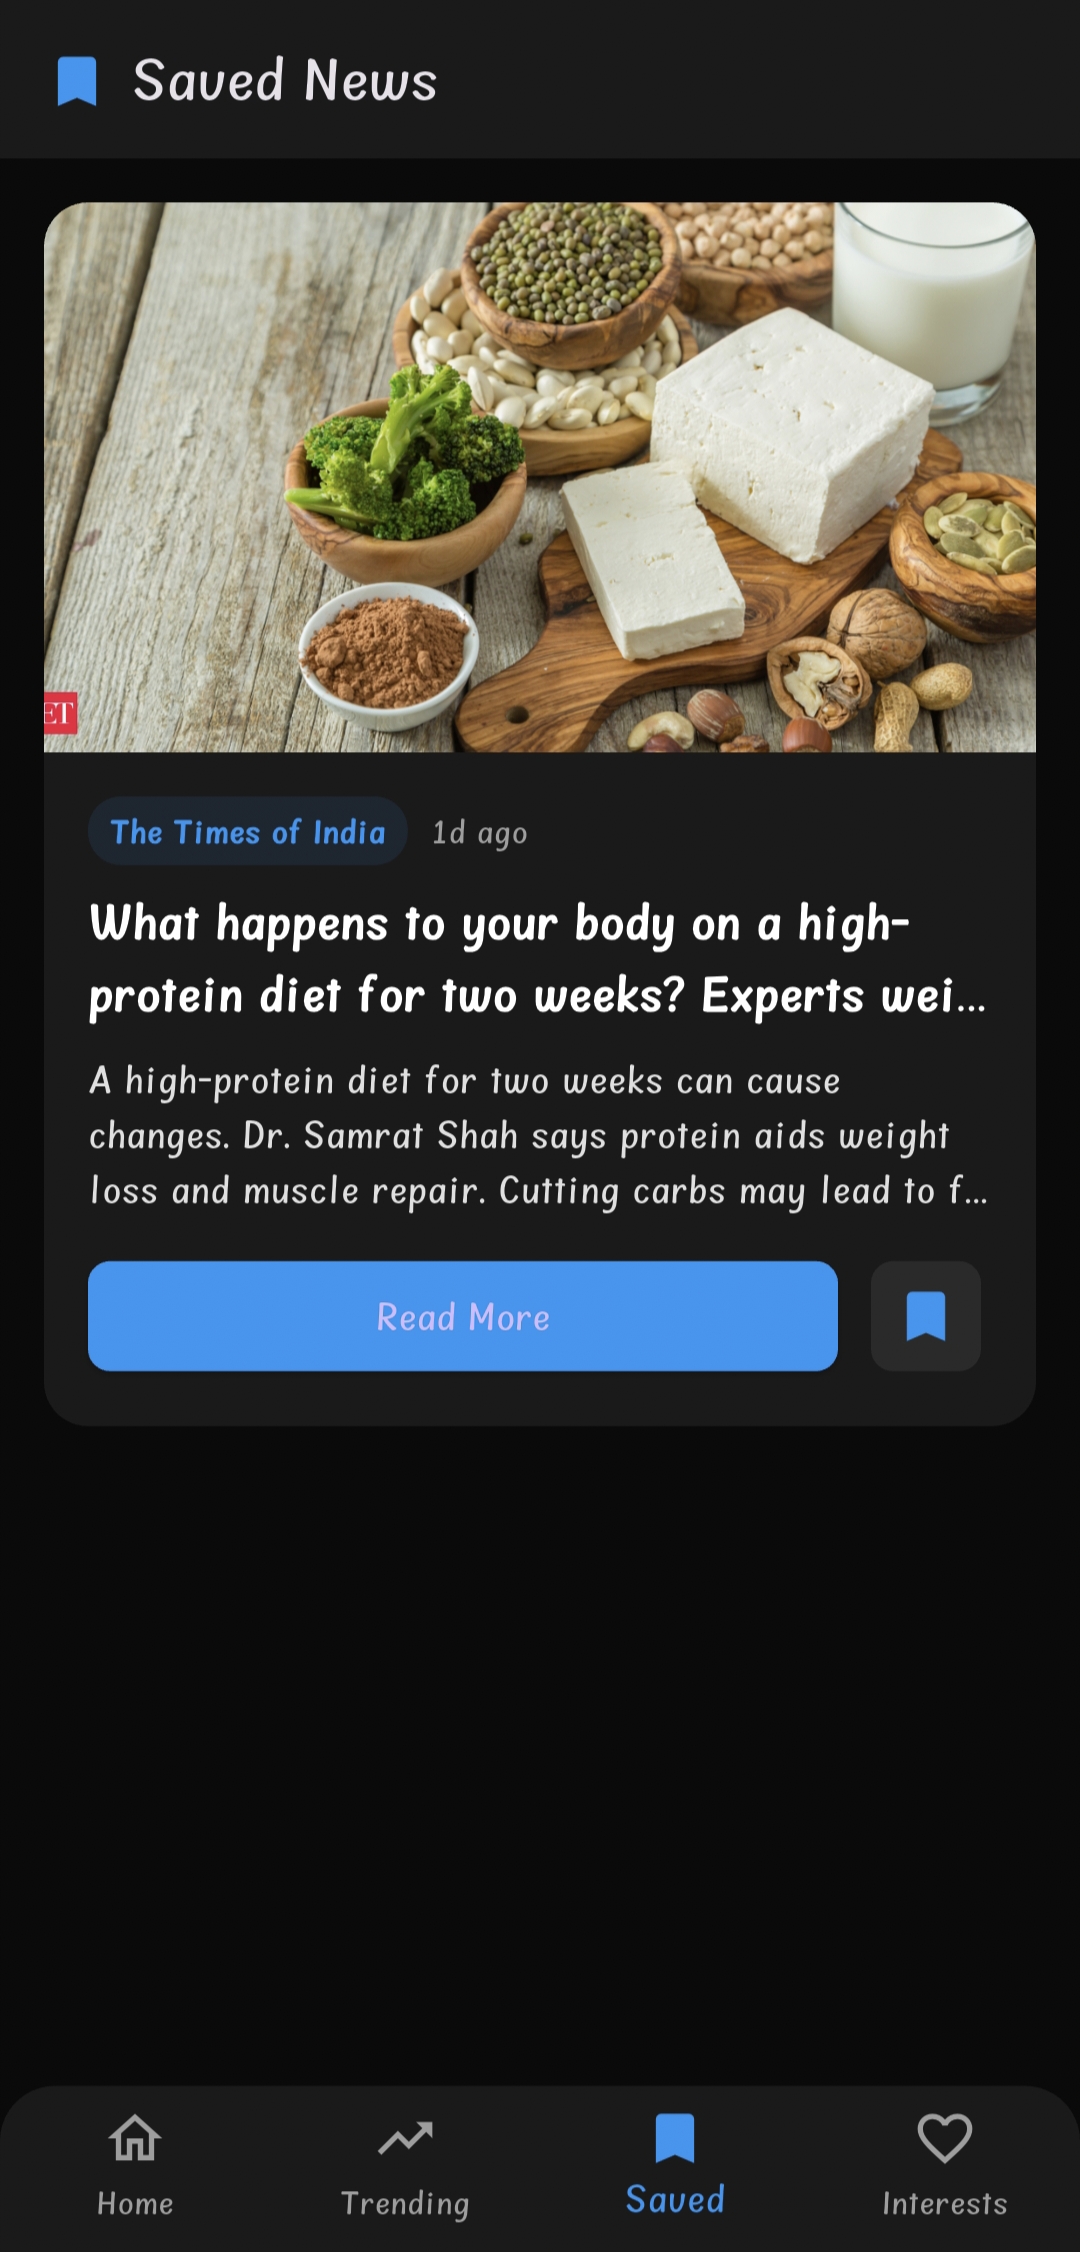 Saved News
ET
The Times of India 1d ago
What happens to your body on a high-
protein diet for two weeks? Experts wei...
A high-protein diet for two weeks can cause
changes. Dr. Samrat Shah says protein aids weight
loss and muscle repair. Cutting carbs may lead to f...
Read More
Home Trending Saved Interests